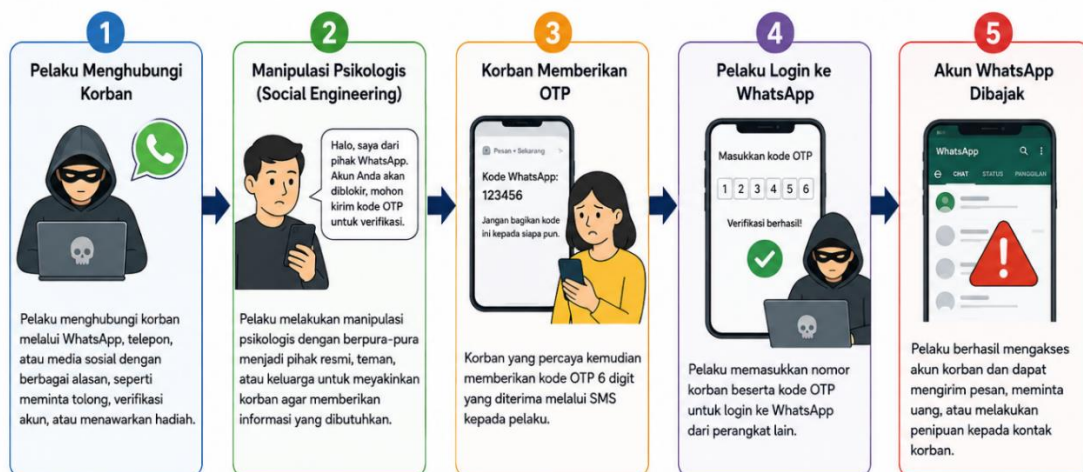 1
Pelaku Menghubungi
Korban
Pelaku menghubungi korban
melalui WhatsApp, telepon,
atau media sosial dengan
berbagai alasan, seperti
meminta tolong, verifikasi
akun, atau menawarkan hadiah.
2
Manipulasi Psikologis
(Social Engineering)
Halo, saya dari
pihak WhatsApp.
Akun Anda akan
diblokir, mohon
kirim kode OTP
untuk verifikasi.
Pelaku melakukan manipulasi
psikologis dengan berpura-pura
menjadi pihak resmi, teman,
atau keluarga untuk meyakinkan
korban agar memberikan
informasi yang dibutuhkan.
3
Korban Memberikan
OTP
Pesan • Sekarang
Kode WhatsApp:
123456
Jangan bagikan kode
ini kepada siapa pun.
Korban yang percaya kemudian
memberikan kode OTP 6 digit
yang diterima melalui SMS
kepada pelaku.
4
Pelaku Login ke
WhatsApp
Masukkan kode OTP
1 2 3 4 5 6
Verifikasi berhasil!
Pelaku memasukkan nomor
korban beserta kode OTP
untuk login ke WhatsApp
dari perangkat lain.
5
Akun WhatsApp
Dibajak
WhatsApp
CHAT STATUS PANGGILAN
Pelaku berhasil mengakses
akun korban dan dapat
mengirim pesan, meminta
uang, atau melakukan
penipuan kepada kontak
korban.